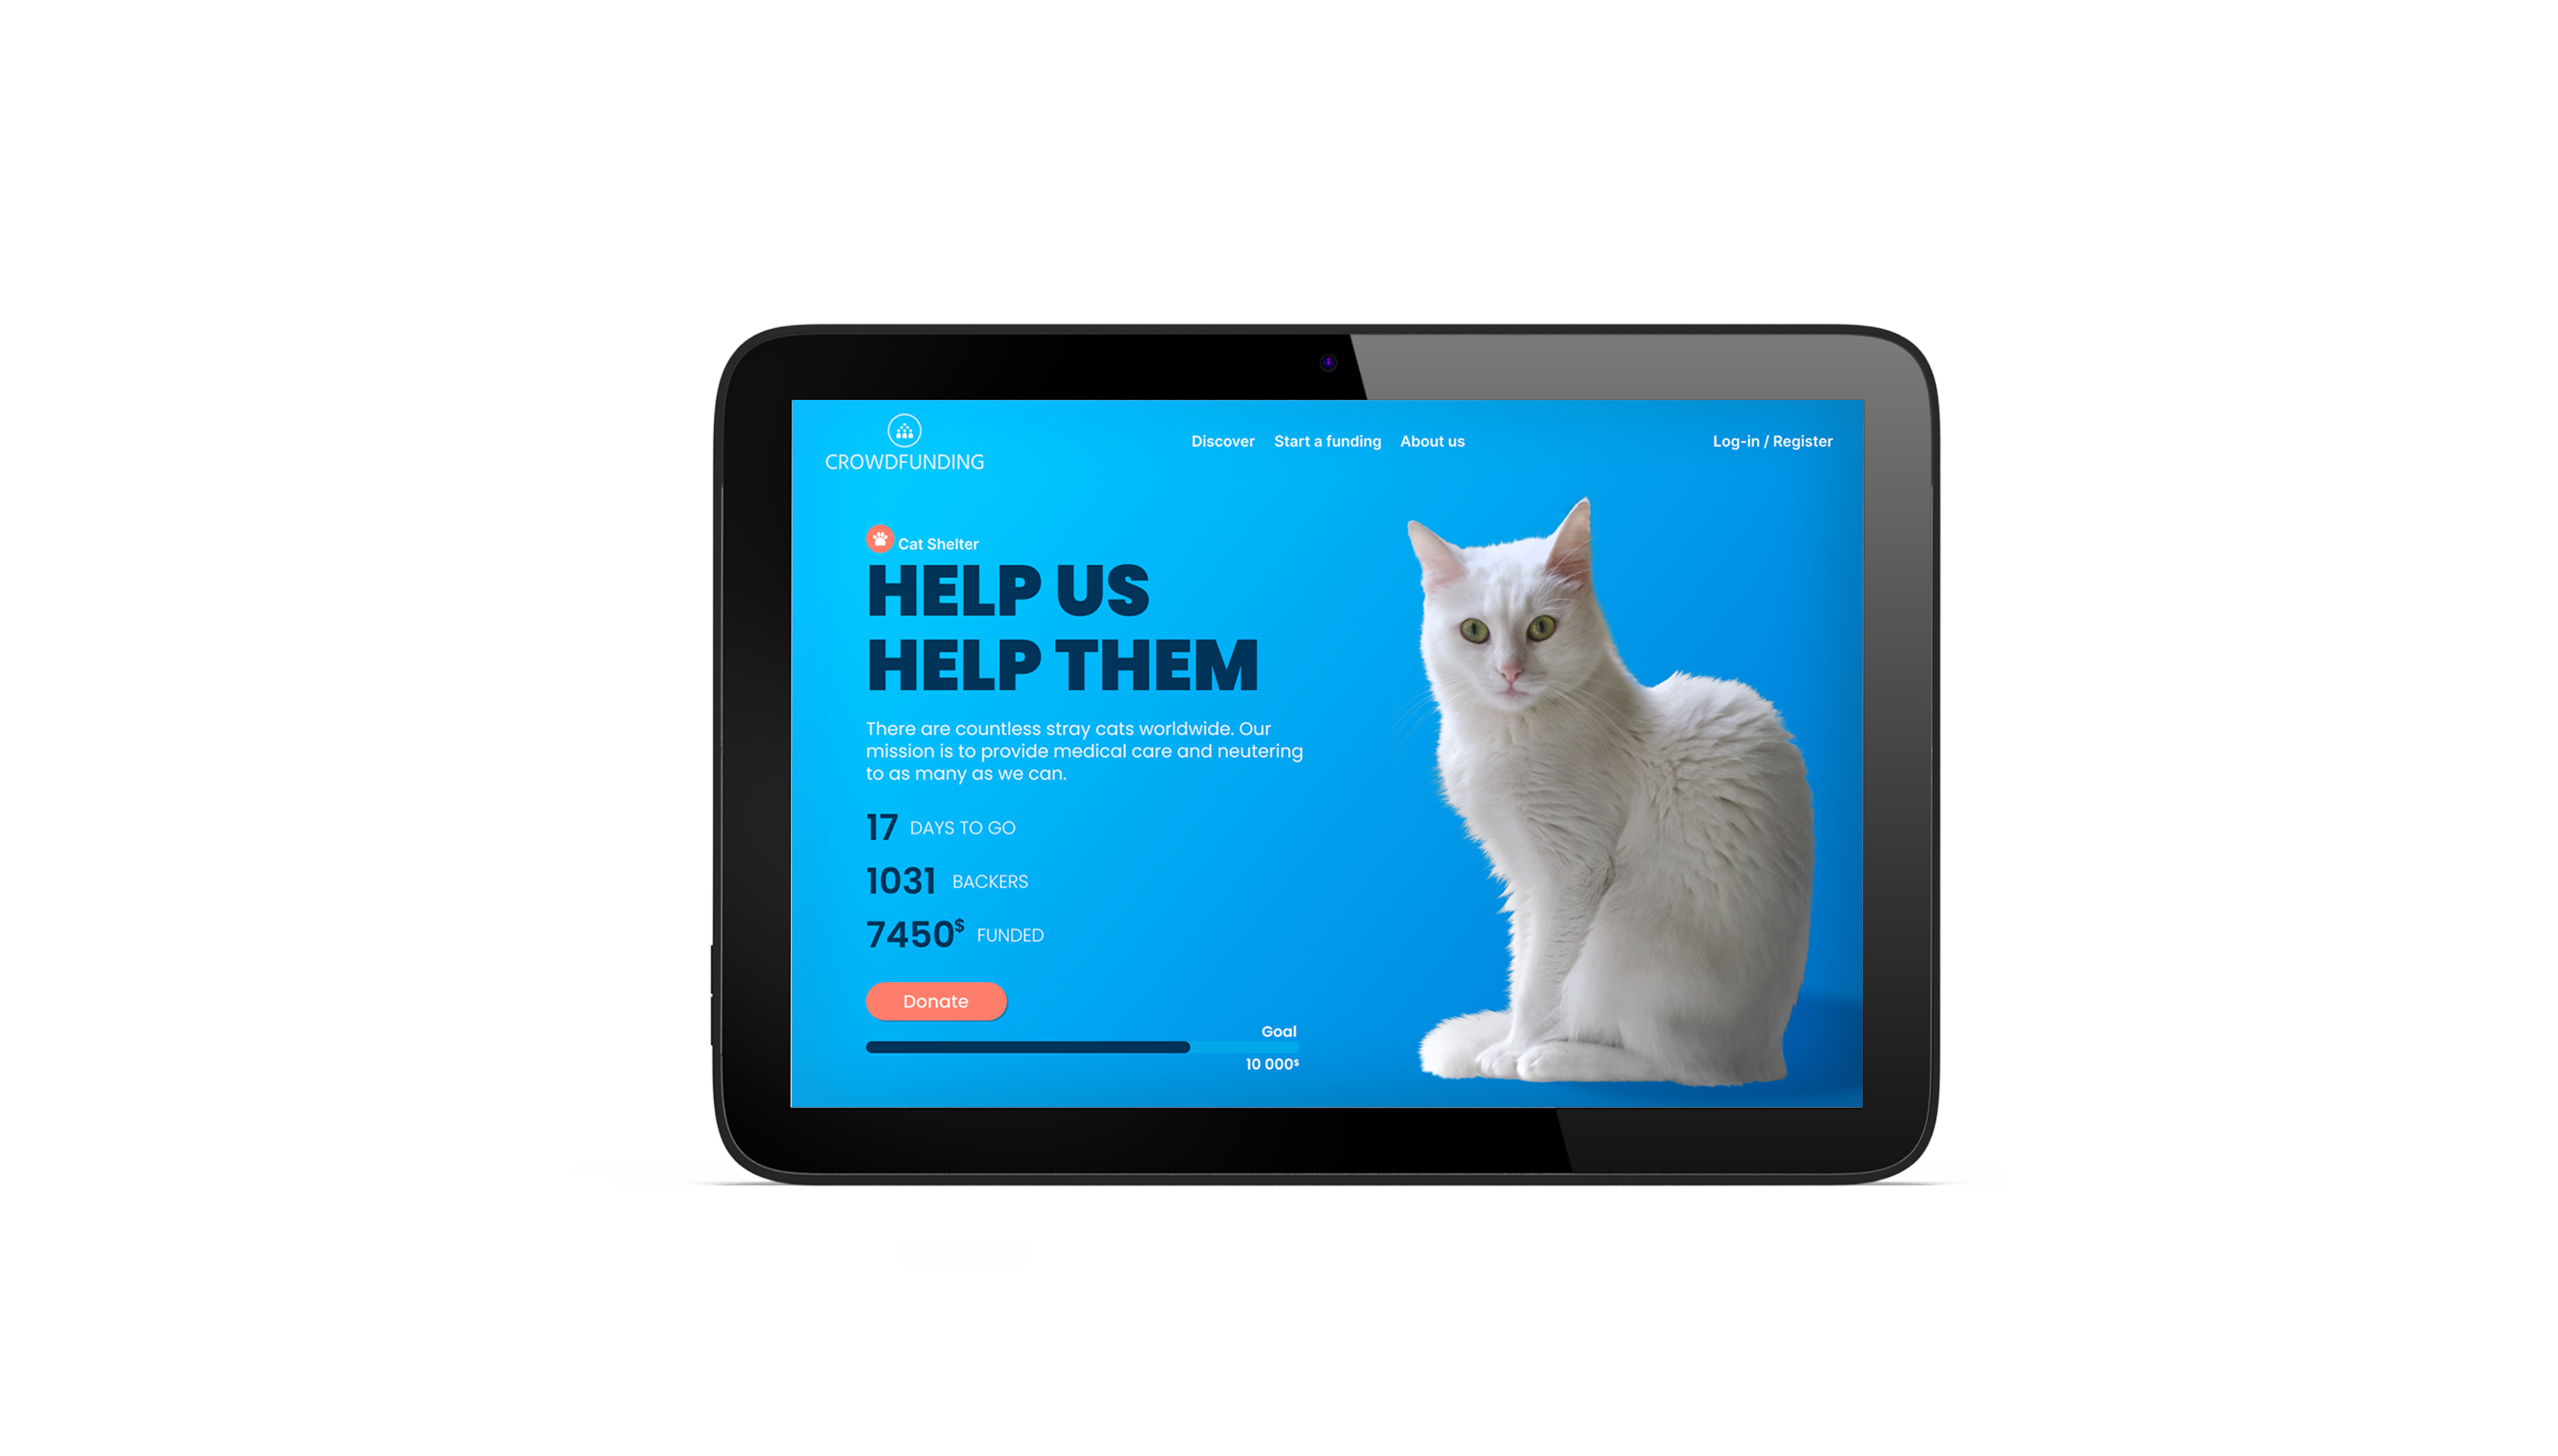 CROWDFUNDING
Discover Start a funding About us
Log-in / Register
Cat Shelter
HELP US
HELP THEM
There are countless stray cats worldwide. Our
mission is to provide medical care and neutering
to as many as we can.
17 DAYS TO GO
1031 BACKERS
7450$ FUNDED
Donate
Goal
10 000$